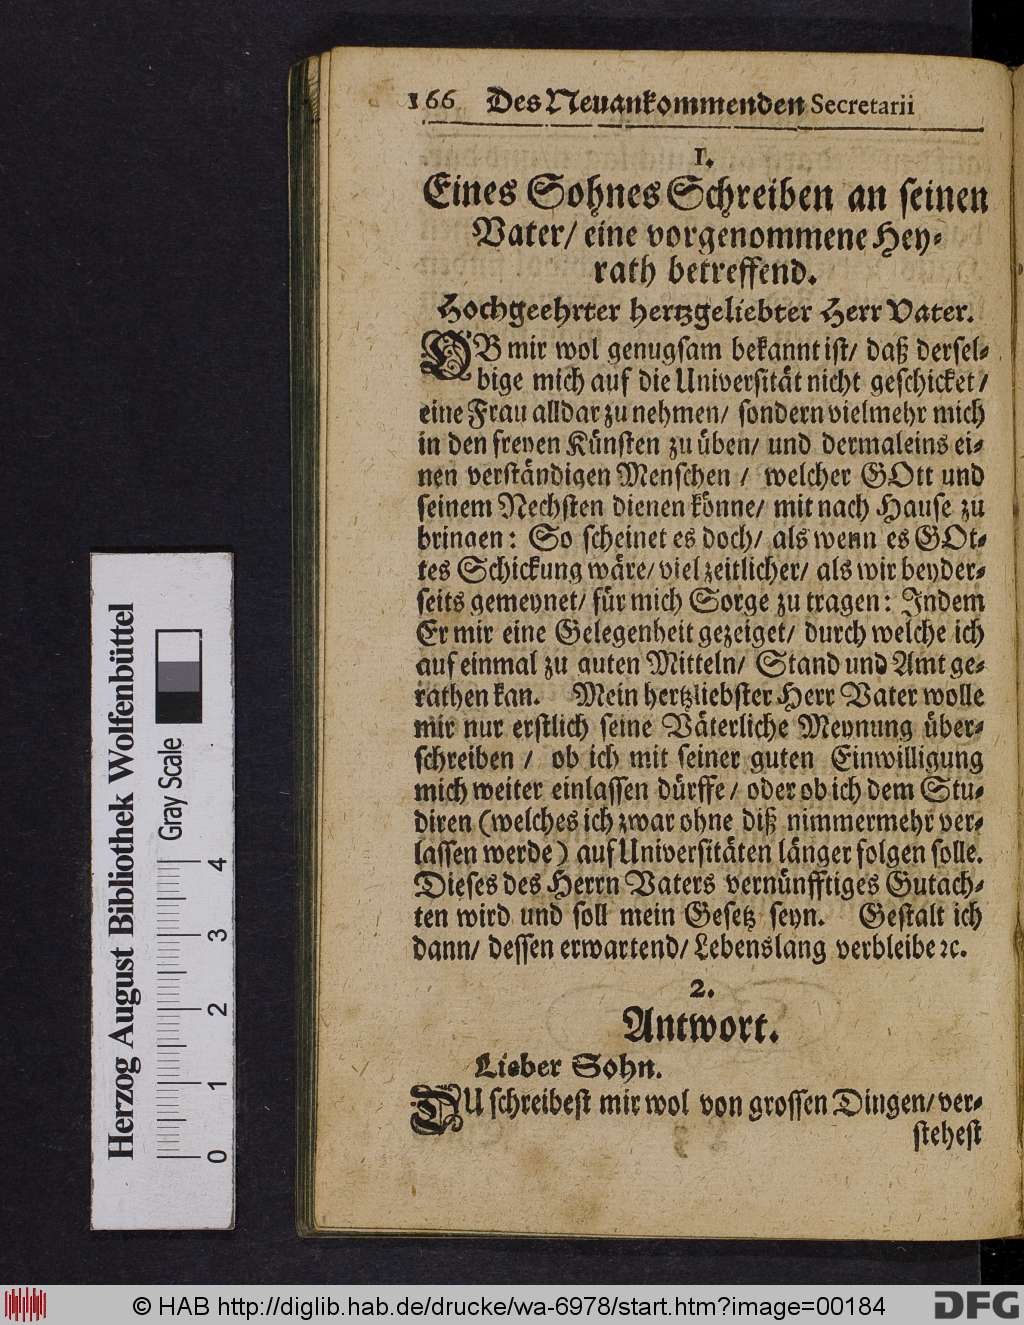 166 Des Neuankommenden Secretarii
1.
Eines Sohnes Schreiben an seinen
Vater/ eine vorgenommene Hey⸗
rath betreffend.
Hochgeehrter hertzgeliebter Herr Vater.
OB mir wol genugsam bekannt ist/ daß dersel⸗
bige mich auf die Universität nicht geschicket/
eine Frau alldar zu nehmen/ sondern vielmehr mich
in den freyen Künsten zu üben/ und dermaleins ei⸗
nen verständigen Menschen / welcher GOtt und
seinem Nechsten dienen könne/ mit nach Hause zu
bringen: So scheinet es doch/ als wenn es GOt⸗
tes Schickung wäre/ viel zeitlicher/ als wir beyder⸗
seits gemeynet/ für mich Sorge zu tragen: Indem
Er mir eine Gelegenheit gezeiget/ durch welche ich
auf einmal zu guten Mitteln/ Stand und Amt ge⸗
rathen kan. Mein hertzliebster Herr Vater wolle
mir nur erstlich seine Väterliche Meynung über⸗
schreiben / ob ich mit seiner guten Einwilligung
mich weiter einlassen dürffe/ oder ob ich dem Stu⸗
diren (welches ich zwar ohne diß nimmermehr ver⸗
lassen werde) auf Universitäten länger folgen solle.
Dieses des Herrn Vaters vernünfftiges Gutach⸗
ten wird und soll mein Gesetz seyn. Gestalt ich
dann/ dessen erwartend/ Lebenslang verbleibe ꝛc.
2.
Antwort.
Lieber Sohn.
DU schreibest mir wol von grossen Dingen/ ver⸗
stehest
Herzog August Bibliothek Wolfenbüttel
Gray Scale
0 1 2 3 4
© HAB http://diglib.hab.de/drucke/wa-6978/start.htm?image=00184
DFG